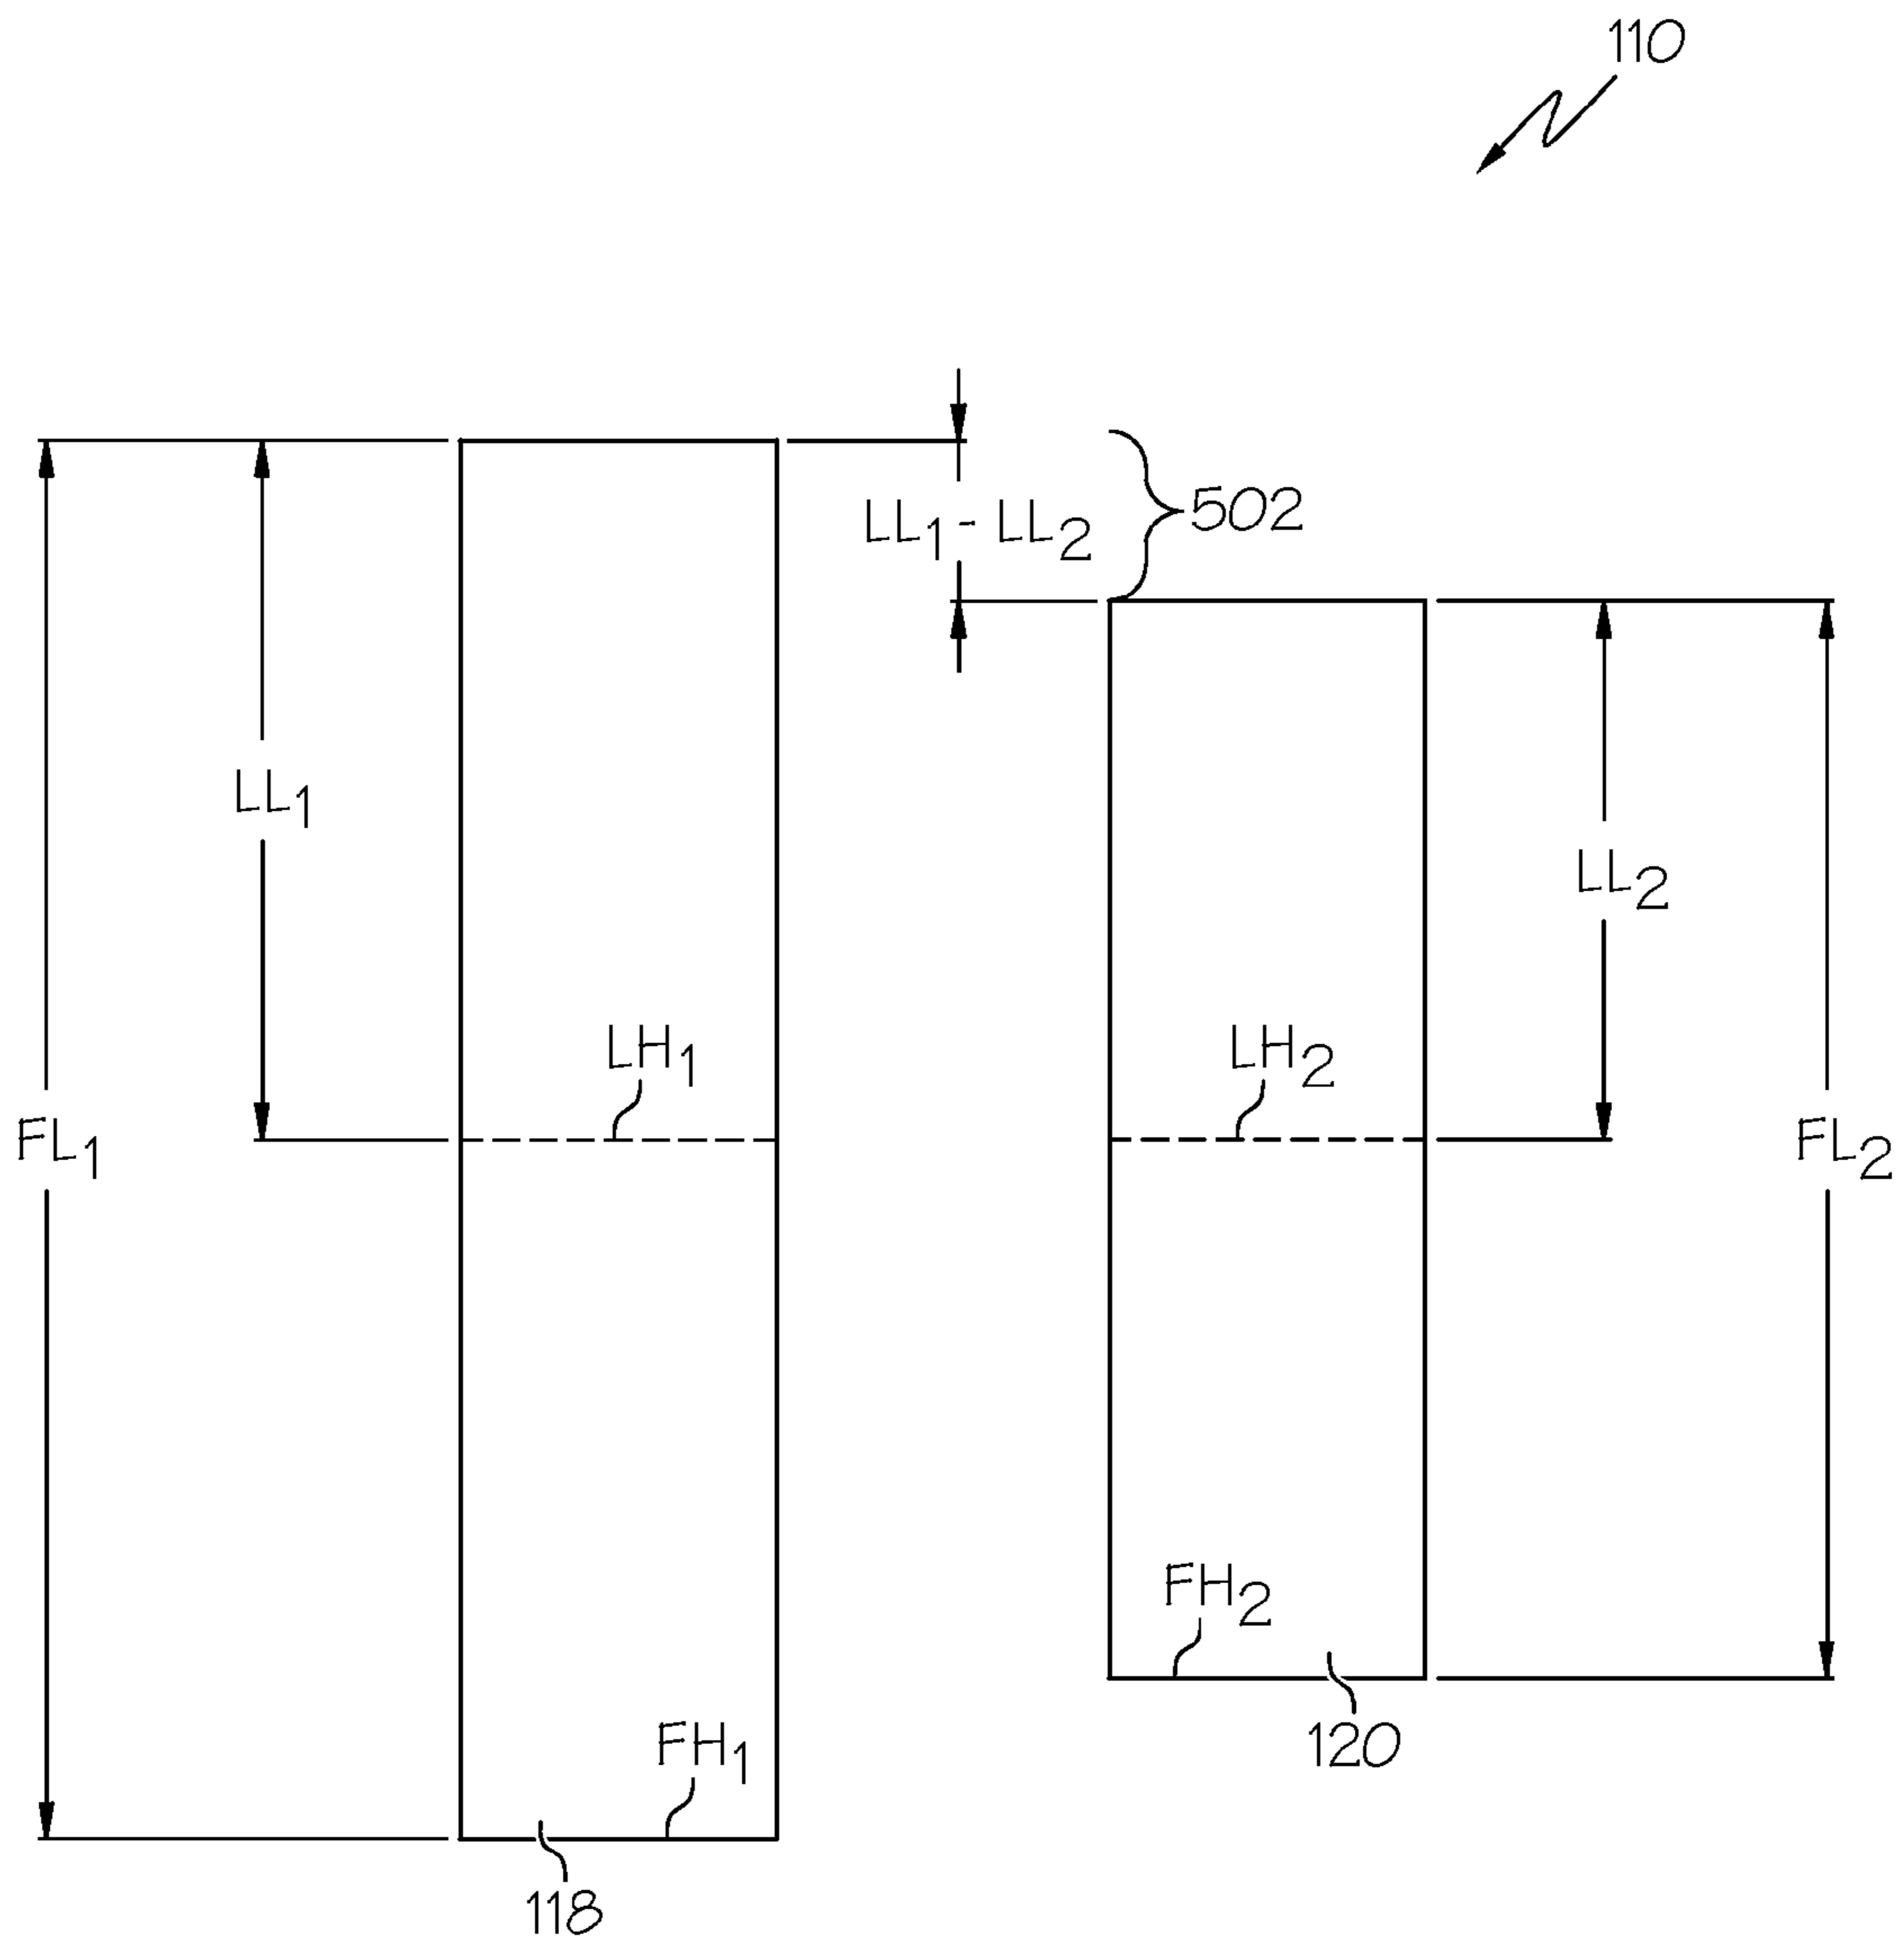 110
502
LL₁ - LL₂
LL₁
LL₂
LH₁
LH₂
FL₁
FL₂
FH₂
FH₁
120
118